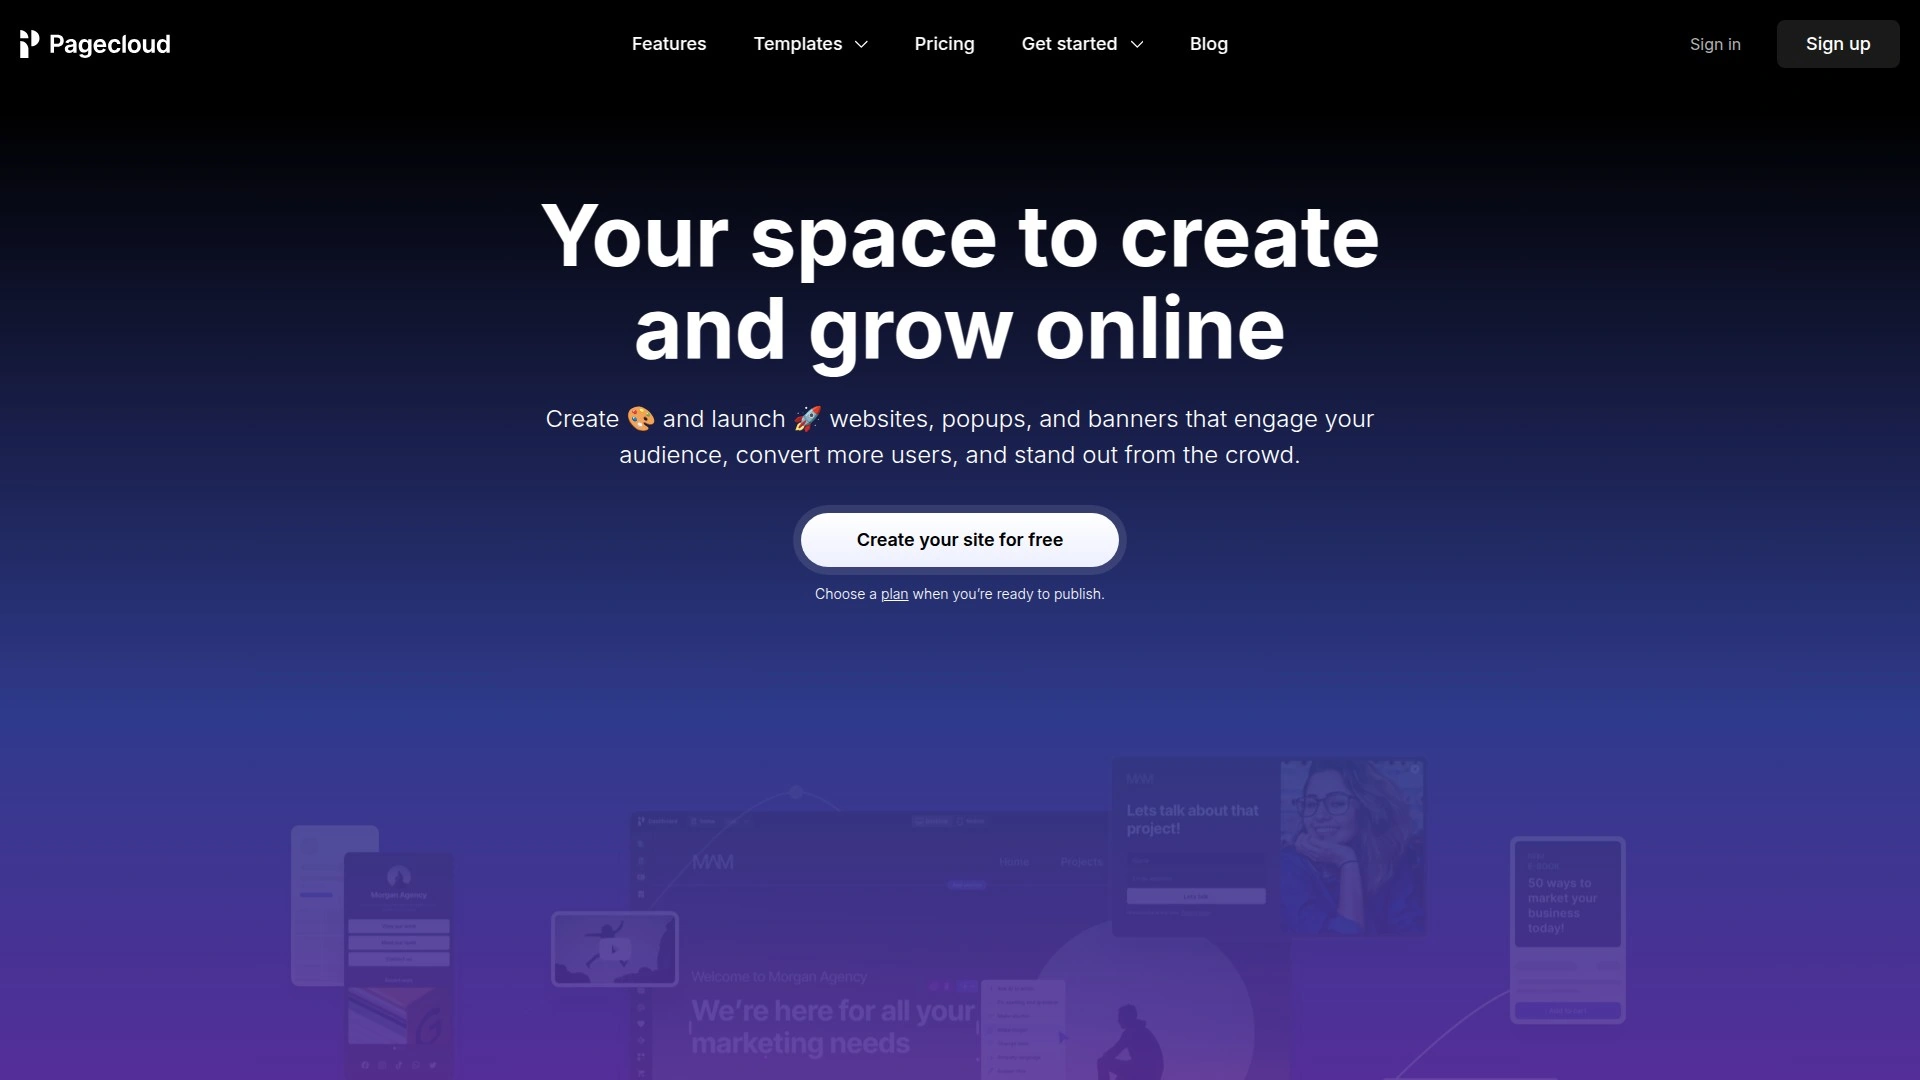 Pagecloud
Features
Templates
Pricing
Get started
Blog
Sign in
Sign up
Your space to create
and grow online
Create 🎨 and launch 🚀 websites, popups, and banners that engage your
audience, convert more users, and stand out from the crowd.
Create your site for free
Choose a plan when you’re ready to publish.
MAM
Lets talk about that
project!
Let's talk
Dashboard
MAM
Home
Projects
Morgan Agency
50 ways to
market your
business
today!
Welcome to Morgan Agency
We’re here for all your
marketing needs